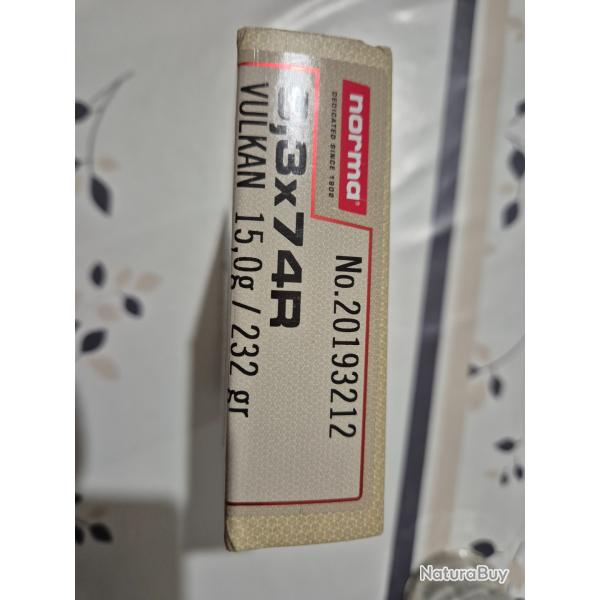 norma
DEDICATED SINCE 1902
No.20193212
9,3x74R
VULKAN 15,0g / 232 gr
NaturaBuy